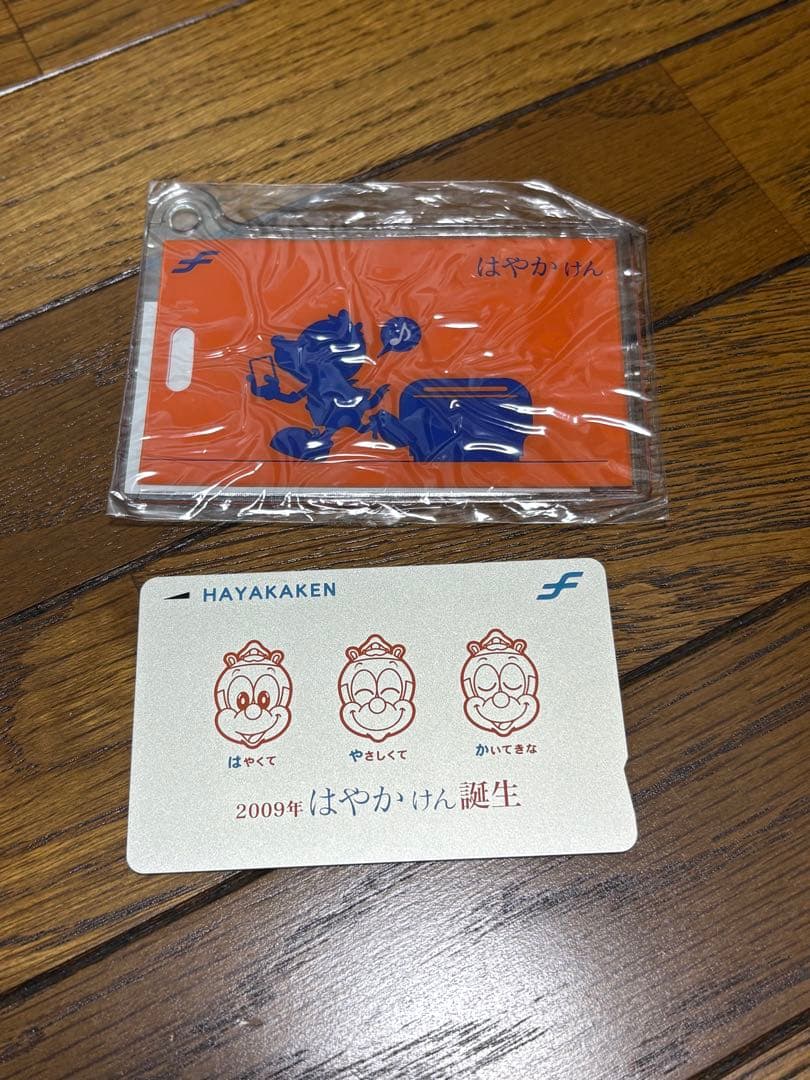 はやかけん
HAYAKAKEN
はやくて
やさしくて
かいてきな
2009年 はやかけん誕生